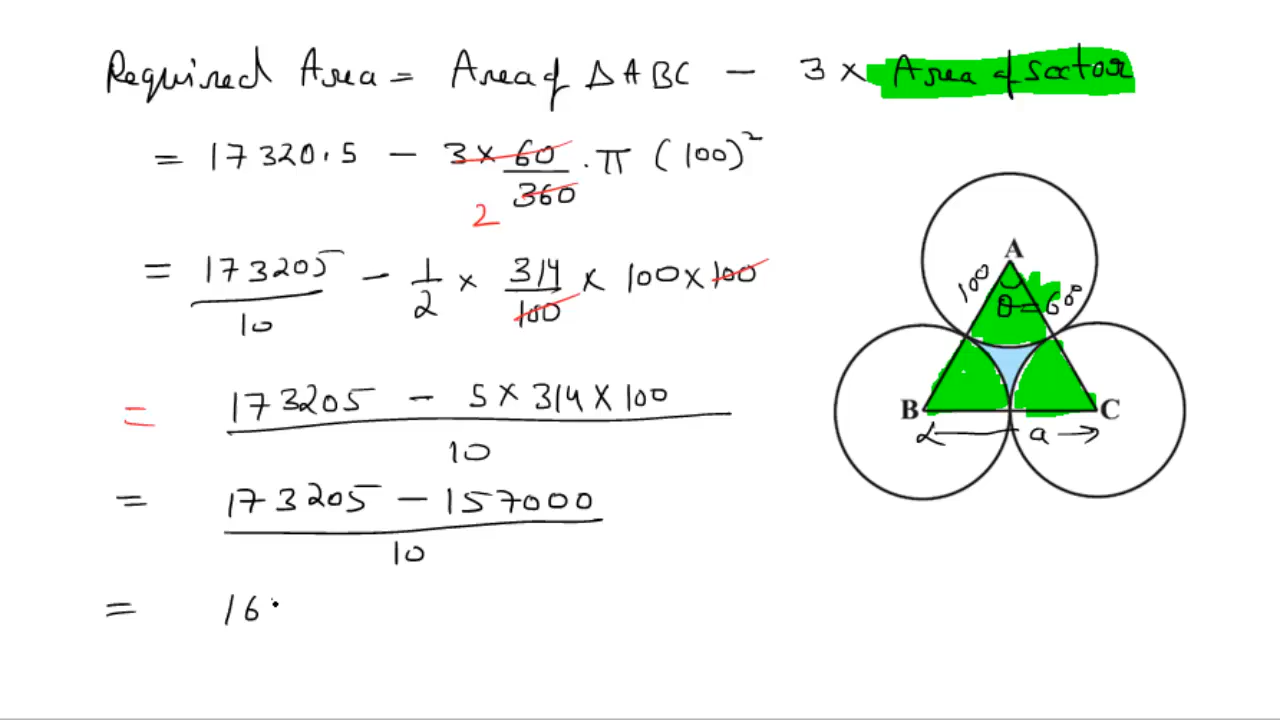 Required Area = Area of △ABC - 3 × Area of sector
= 17320.5 - 3 × 60/360 . π (100)²
2
= 173205/10 - 1/2 × 314/100 × 100 × 100
= 173205 - 5 × 314 × 100 / 10
= 173205 - 157000 / 10
= 16.
A
100
θ = 60°
B
C
a